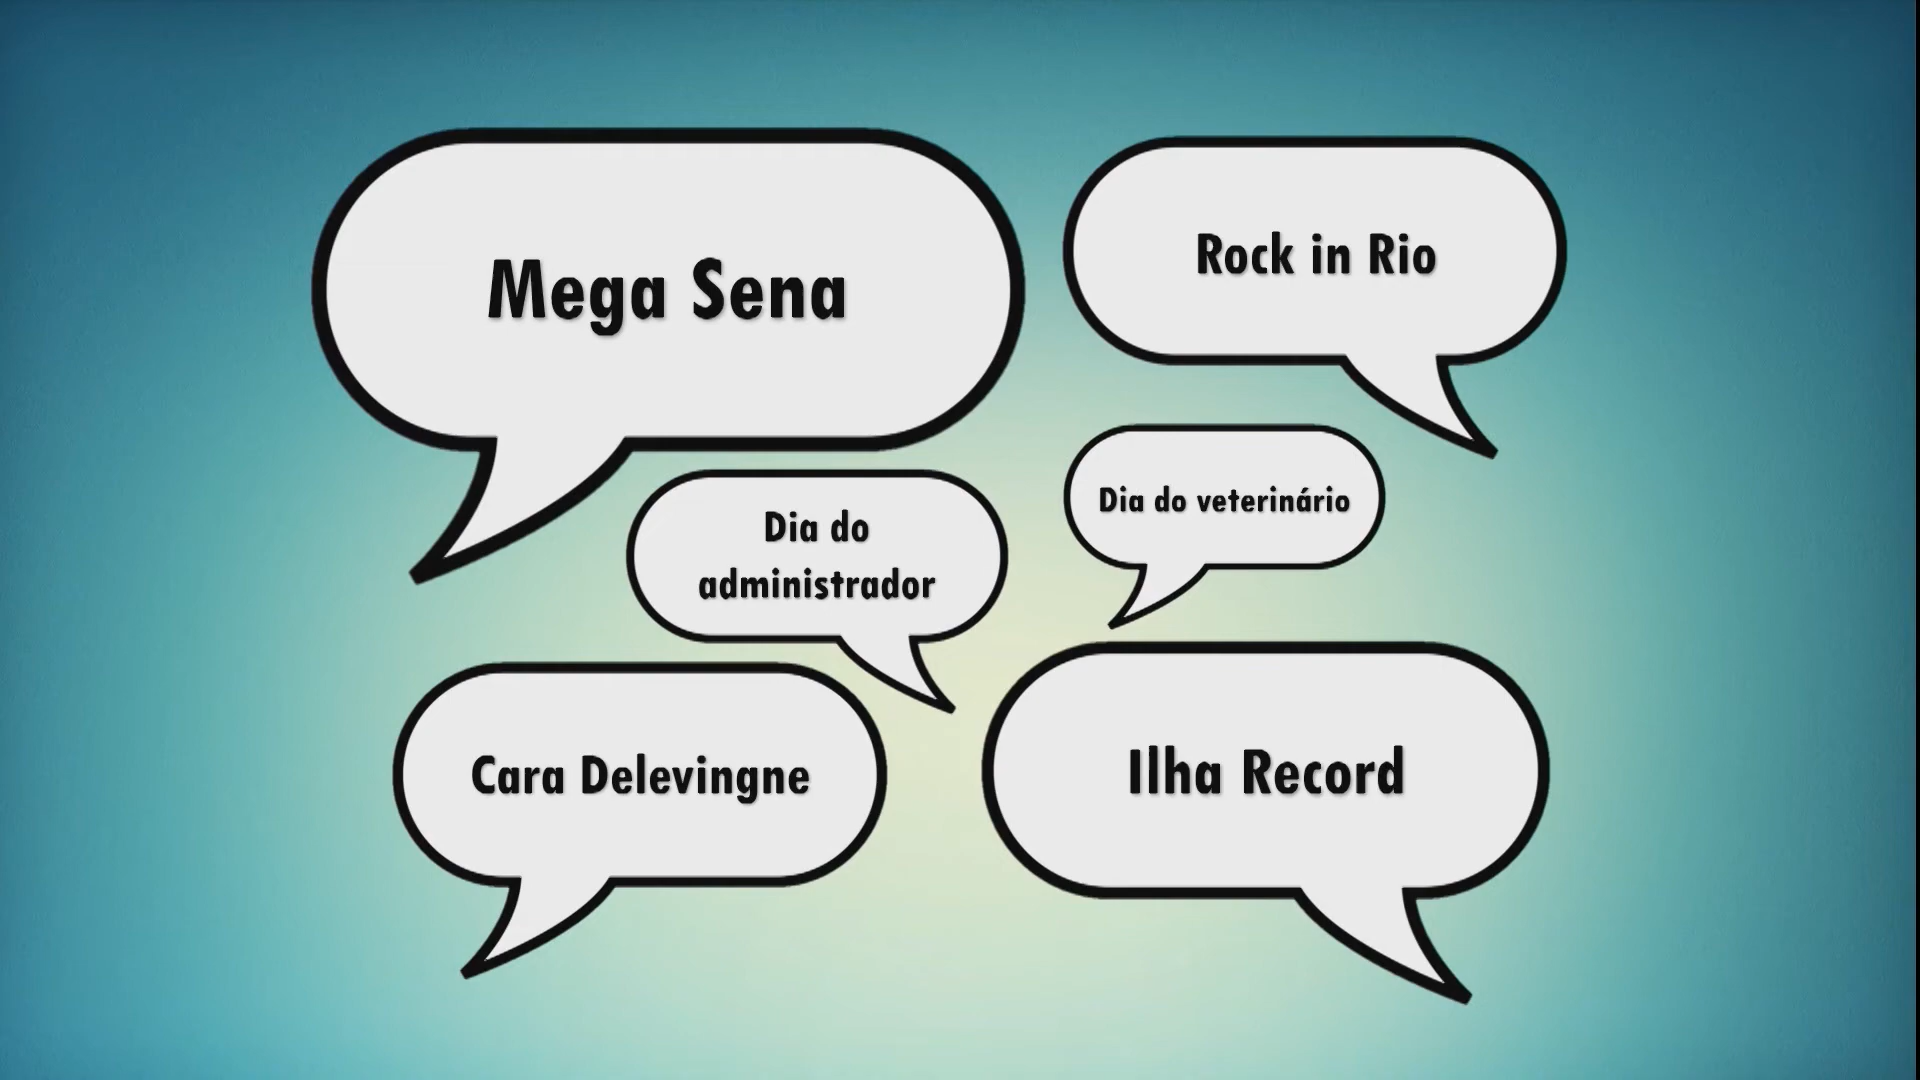 Mega Sena
Rock in Rio
Dia do
administrador
Dia do veterinário
Cara Delevingne
Ilha Record